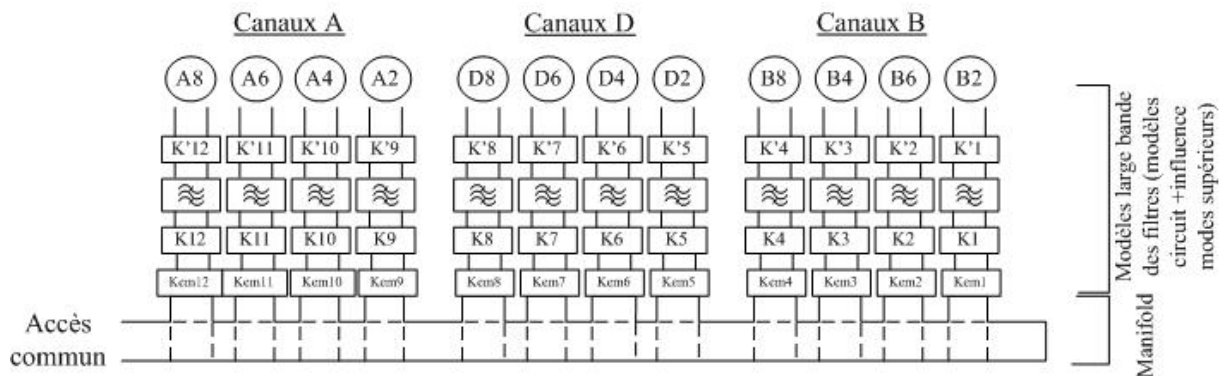 Canaux A Canaux D Canaux B
A8 A6 A4 A2 D8 D6 D4 D2 B8 B4 B6 B2
K'12 K'11 K'10 K'9 K'8 K'7 K'6 K'5 K'4 K'3 K'2 K'1
K12 K11 K10 K9 K8 K7 K6 K5 K4 K3 K2 K1
Kem12 Kem11 Kem10 Kem9 Kem8 Kem7 Kem6 Kem5 Kem4 Kem3 Kem2 Kem1
Accès
commun
Modèles large bande
des filtres (modèles
circuit +influence
modes supérieurs)
Manifold